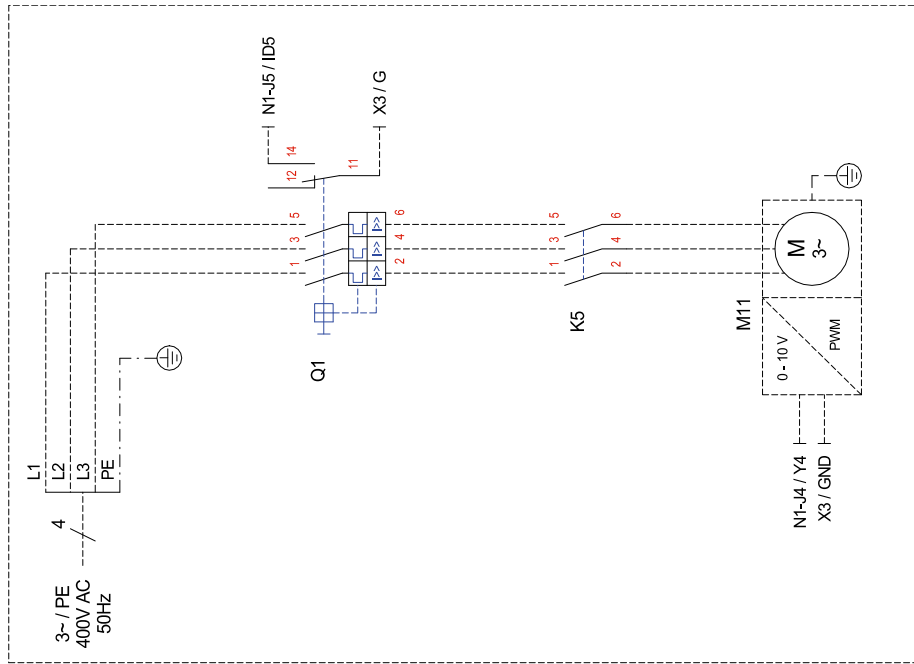 3~ / PE
400V AC
50Hz
4
L1
L2
L3
PE
N1-J5 / ID5
X3 / G
14
12
11
5
3
1
I>>
I>>
I>>
6
4
2
Q1
5
3
1
6
4
2
K5
M11
M
3~
0 - 10 V
PWM
N1-J4 / Y4
X3 / GND